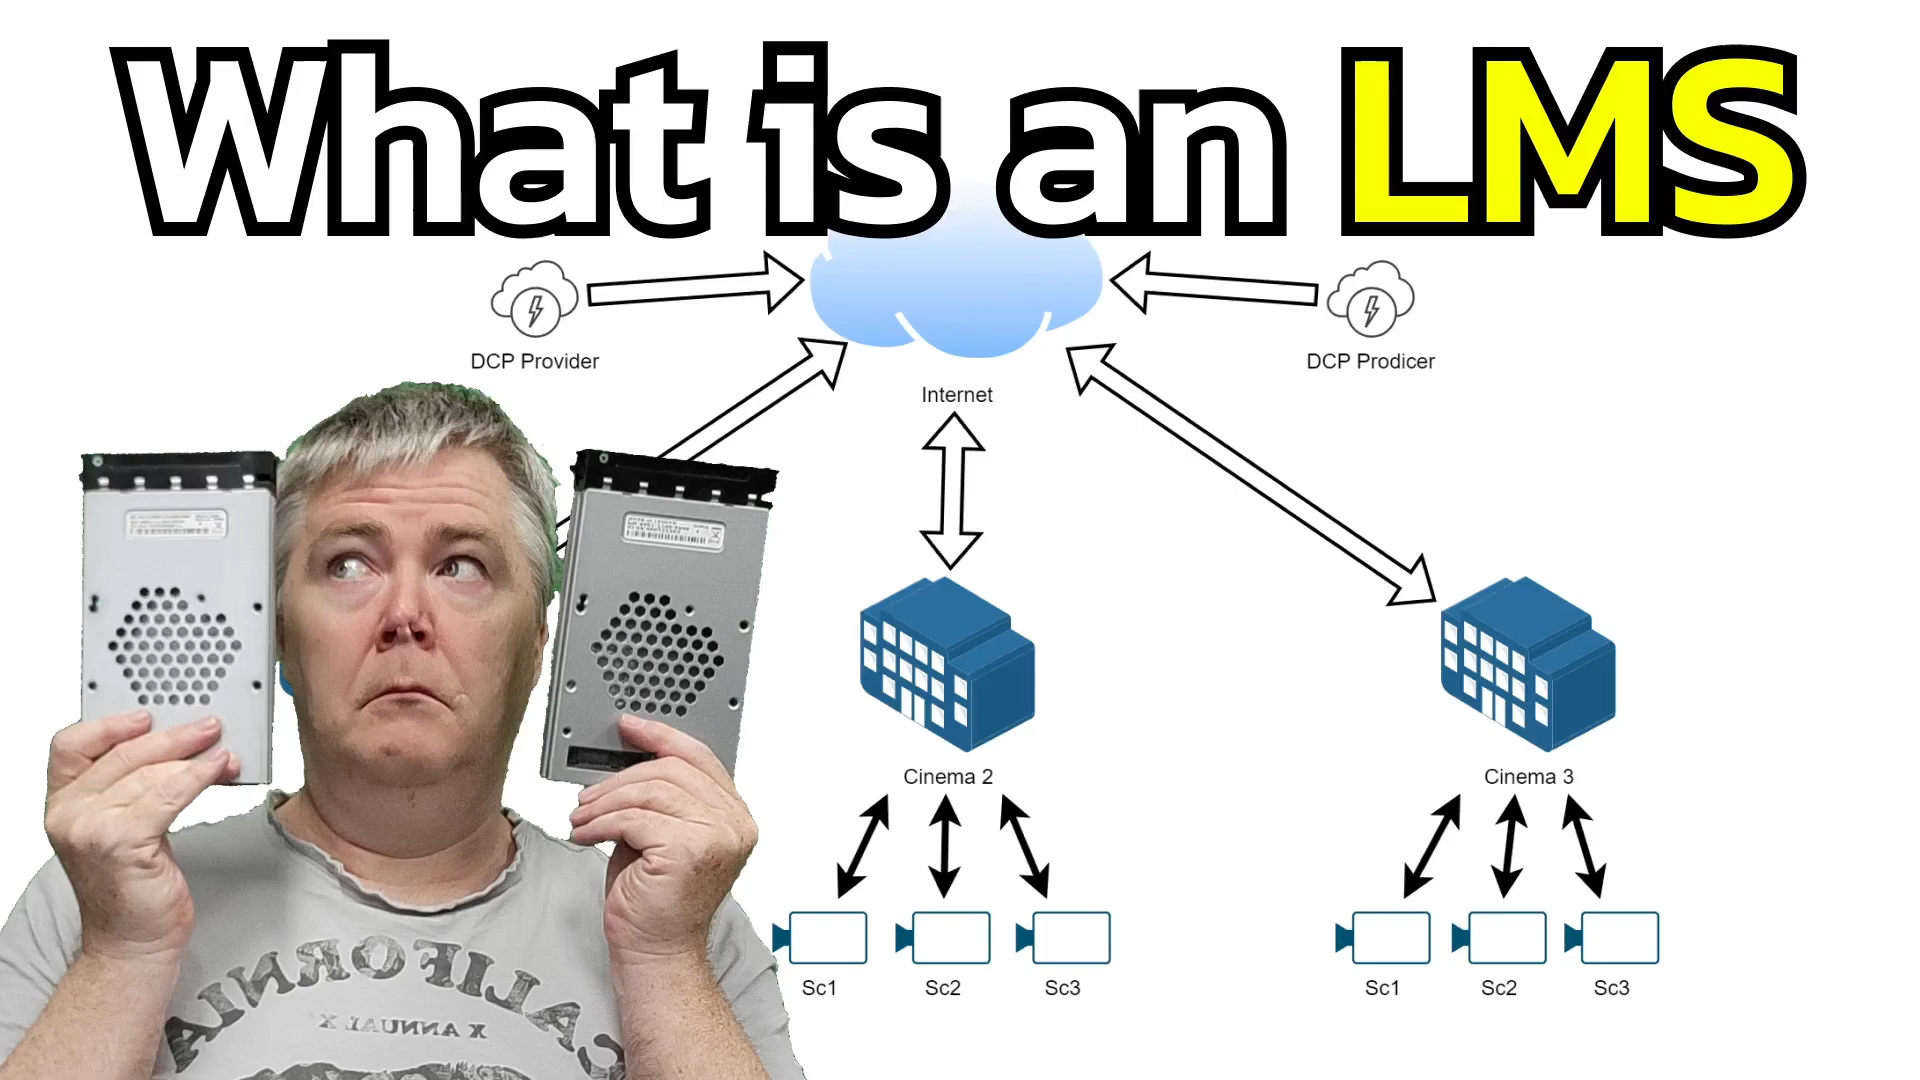 What is an LMS
DCP Provider
DCP Prodicer
Internet
Cinema 2
Cinema 3
Sc1
Sc2
Sc3
Sc1
Sc2
Sc3
CALIFORNIA
X ANNUAL X